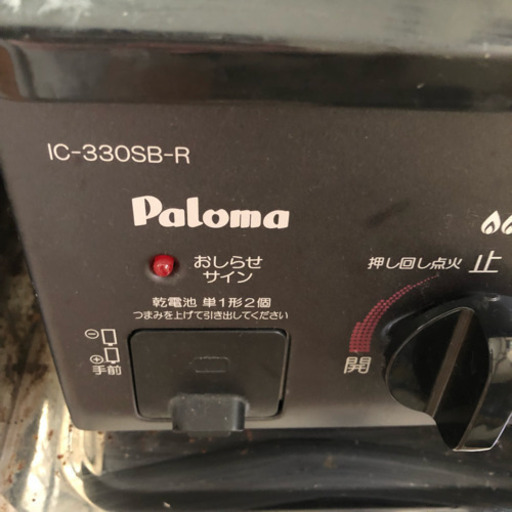 IC-330SB-R
Paloma
おしらせ
サイン
押し回し点火 止
乾電池 単1形2個
つまみを上げて引き出してください
開
⊖
⊕
手前